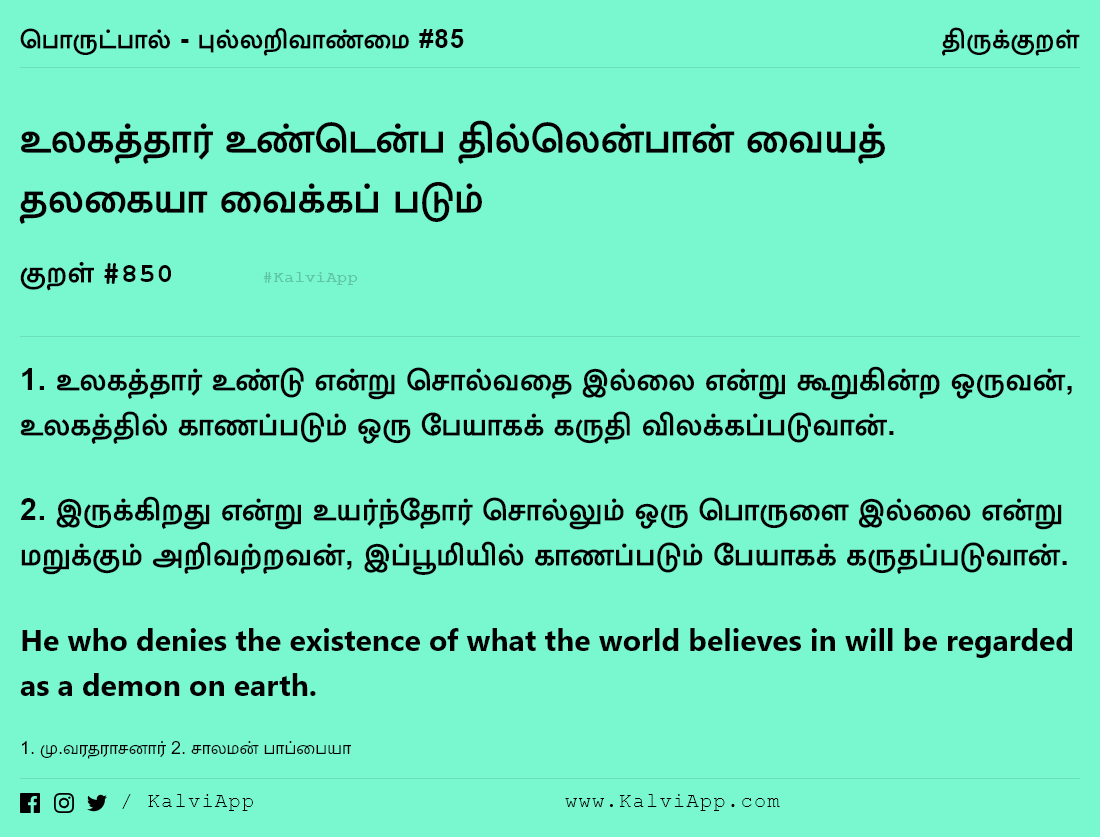 பொருட்பால் - புல்லறிவாண்மை #85 திருக்குறள்
உலகத்தார் உண்டென்ப தில்லென்பான் வையத்
தலகையா வைக்கப் படும்
குறள் #850 #KalviApp
1. உலகத்தார் உண்டு என்று சொல்வதை இல்லை என்று கூறுகின்ற ஒருவன்,
உலகத்தில் காணப்படும் ஒரு பேயாகக் கருதி விலக்கப்படுவான்.
2. இருக்கிறது என்று உயர்ந்தோர் சொல்லும் ஒரு பொருளை இல்லை என்று
மறுக்கும் அறிவற்றவன், இப்பூமியில் காணப்படும் பேயாகக் கருதப்படுவான்.
He who denies the existence of what the world believes in will be regarded
as a demon on earth.
1. மு.வரதராசனார் 2. சாலமன் பாப்பையா
/ KalviApp www.KalviApp.com